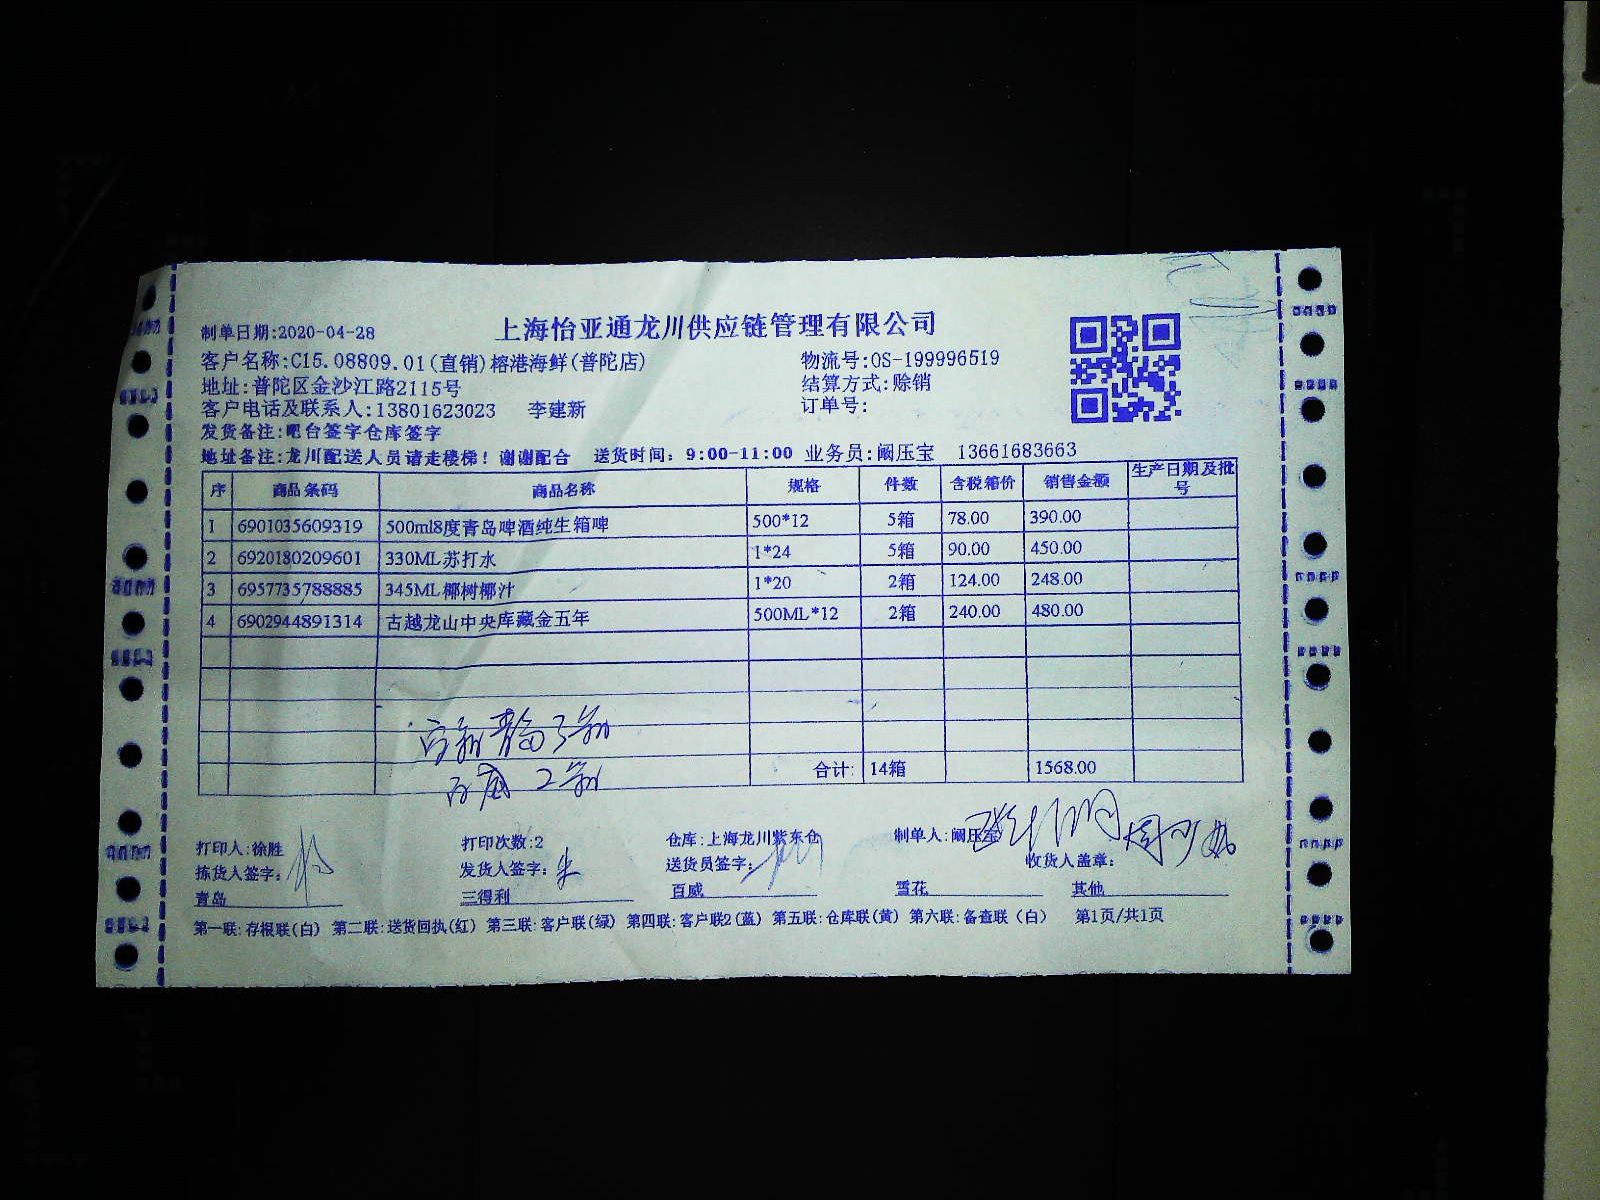 上海怡亚通龙川供应链管理有限公司
制单日期:2020-04-28
客户名称:C15.08809.01(直销)榕港海鲜(普陀店) 物流号:OS-199996519
地址:普陀区金沙江路2115号 结算方式:赊销
客户电话及联系人:13801623023 李建新 订单号:
发货备注:吧台签字仓库签字
地址备注:龙川配送人员请走楼梯!谢谢配合 送货时间:9:00-11:00 业务员:阚压宝 13661683663
序 商品条码 商品名称 规格 件数 含税箱价 销售金额 生产日期及批号
1 6901035609319 500ml8度青岛啤酒纯生箱啤 500*12 5箱 78.00 390.00
2 6920180209601 330ML苏打水 1*24 5箱 90.00 450.00
3 6957735788885 345ML椰树椰汁 1*20 2箱 124.00 248.00
4 6902944891314 古越龙山中央库藏金五年 500ML*12 2箱 240.00 480.00
合计: 14箱 1568.00
打印人:徐胜 打印次数:2 仓库:上海龙川紫东仓 制单人:阚压宝
拣货人签字: 发货人签字: 送货员签字: 收货人盖章:
青岛 三得利 百威 雪花 其他
第一联:存根联(白) 第二联:送货回执(红) 第三联:客户联(绿) 第四联:客户联2(蓝) 第五联:仓库联(黄) 第六联:备查联(白) 第1页/共1页